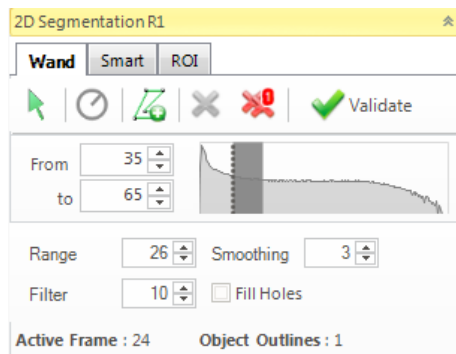 2D Segmentation R1
Wand Smart ROI
1 Validate
From 35
to 65
Range 26 Smoothing 3
Filter 10 Fill Holes
Active Frame : 24 Object Outlines : 1